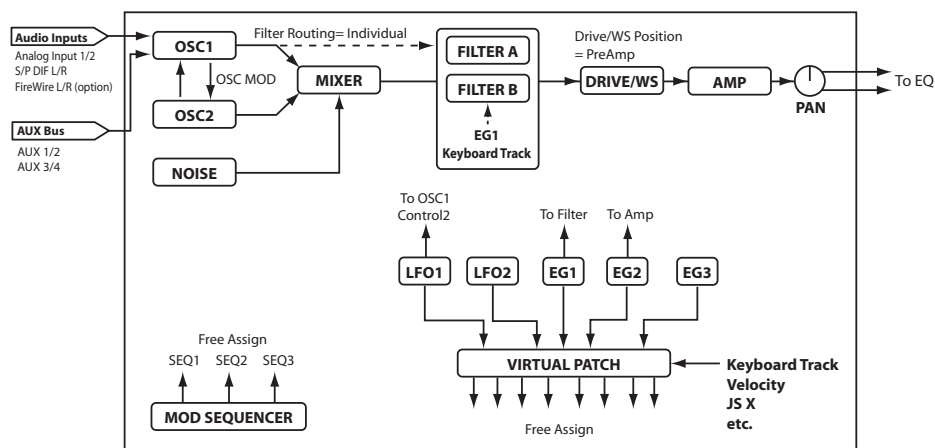 Audio Inputs
Analog Input 1/2
S/P DIF L/R
FireWire L/R (option)
AUX Bus
AUX 1/2
AUX 3/4
OSC1
OSC MOD
OSC2
NOISE
Filter Routing= Individual
MIXER
FILTER A
FILTER B
EG1
Keyboard Track
Drive/WS Position
= PreAmp
DRIVE/WS
AMP
PAN
To EQ
To OSC1
Control2
To Filter
To Amp
LFO1
LFO2
EG1
EG2
EG3
Free Assign
SEQ1
SEQ2
SEQ3
MOD SEQUENCER
VIRTUAL PATCH
Keyboard Track
Velocity
JS X
etc.
Free Assign